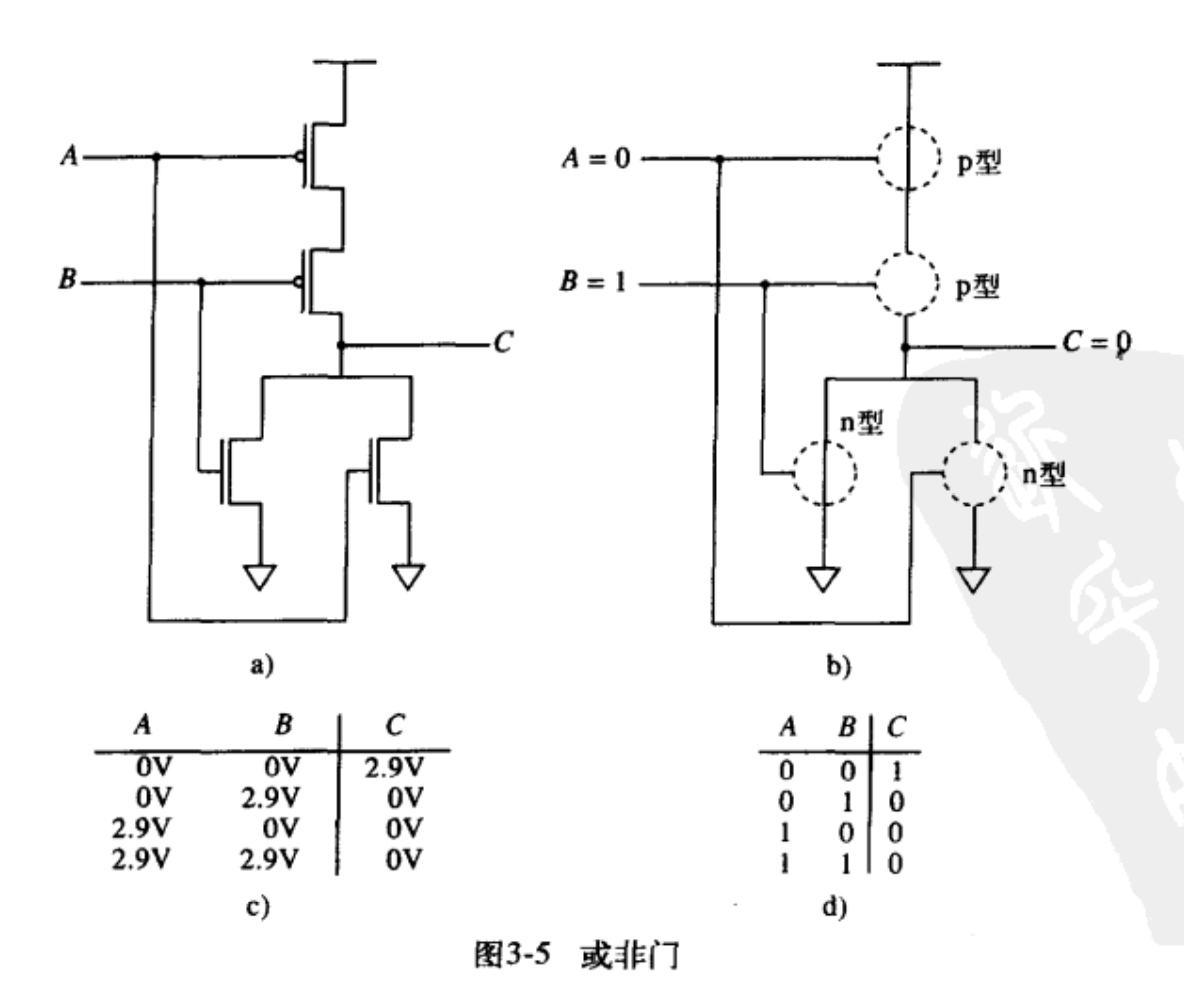 A
B
C
a)
A = 0
p型
B = 1
p型
C = 0
n型
n型
b)
A B C
0V 0V 2.9V
0V 2.9V 0V
2.9V 0V 0V
2.9V 2.9V 0V
c)
A B C
0 0 1
0 1 0
1 0 0
1 1 0
d)
图3-5 或非门